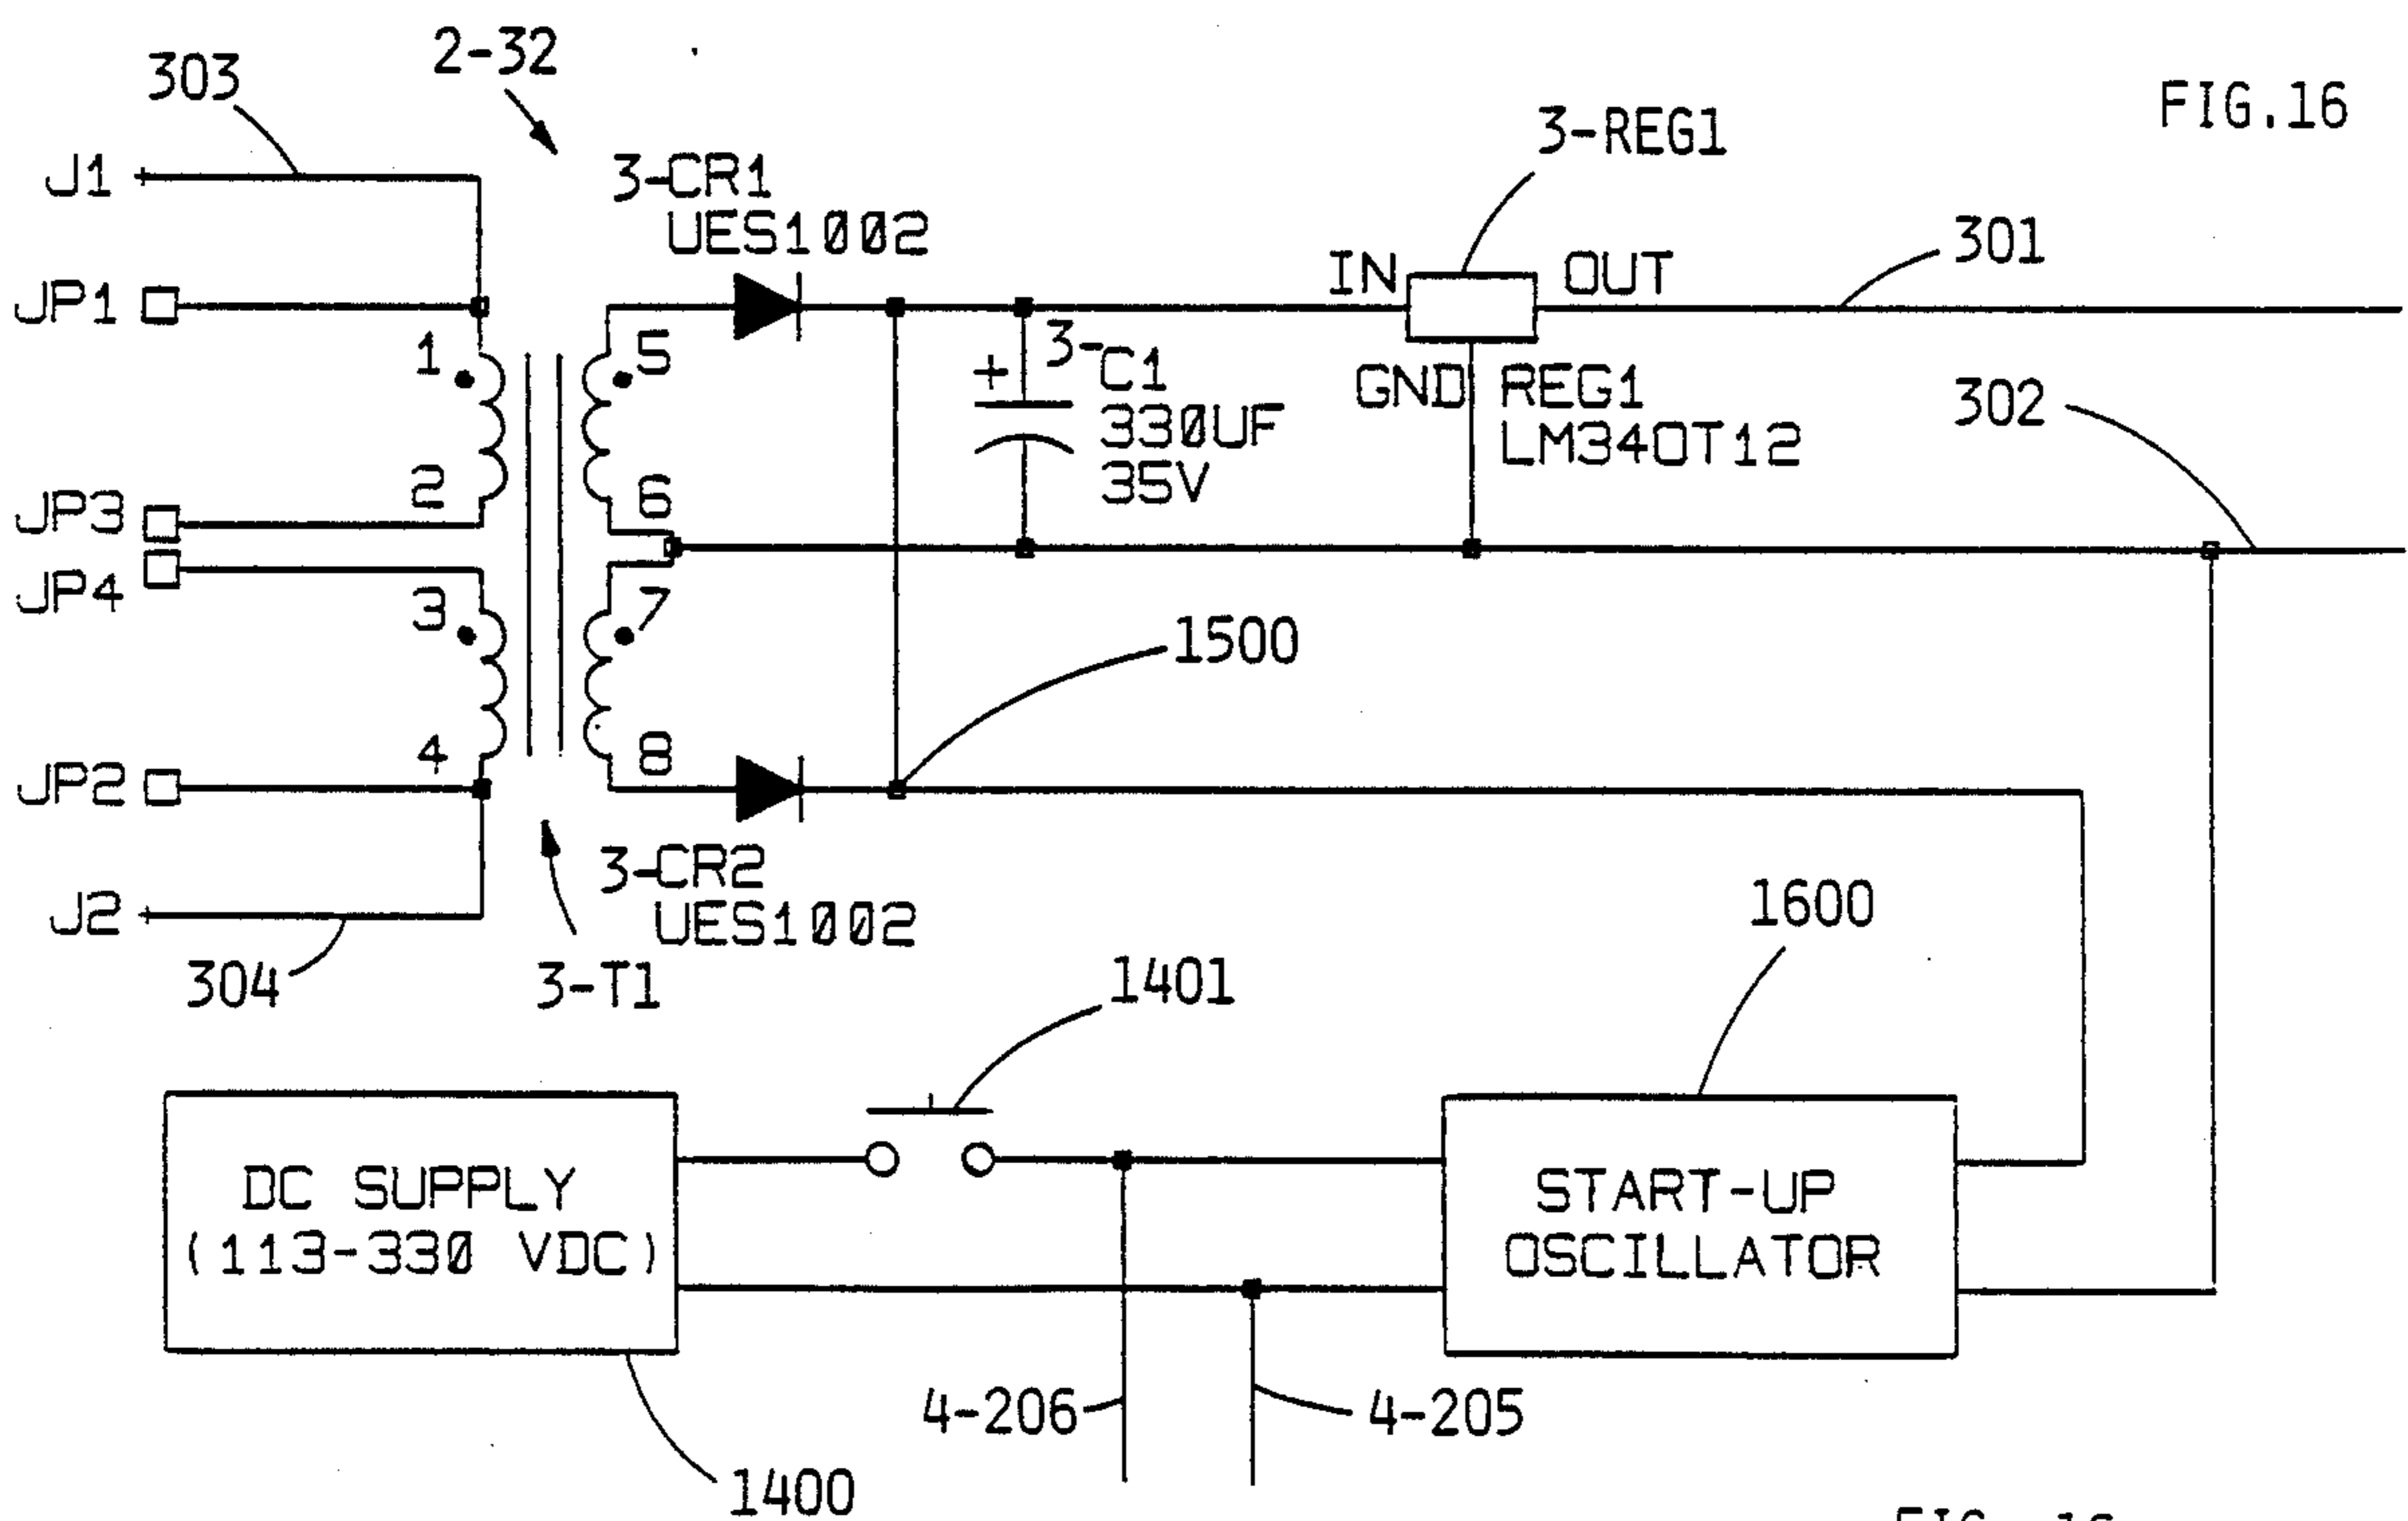 2-32
303
FIG.16
3-REG1
J1
3-CR1
UES1002
301
IN
OUT
JP1
1
5
3-C1
330UF
35V
GND
REG1
LM340T12
302
2
6
JP3
JP4
3
7
1500
4
8
JP2
3-CR2
UES1002
J2
304
3-T1
1600
1401
DC SUPPLY
(113-330 VDC)
START-UP
OSCILLATOR
4-206
4-205
1400